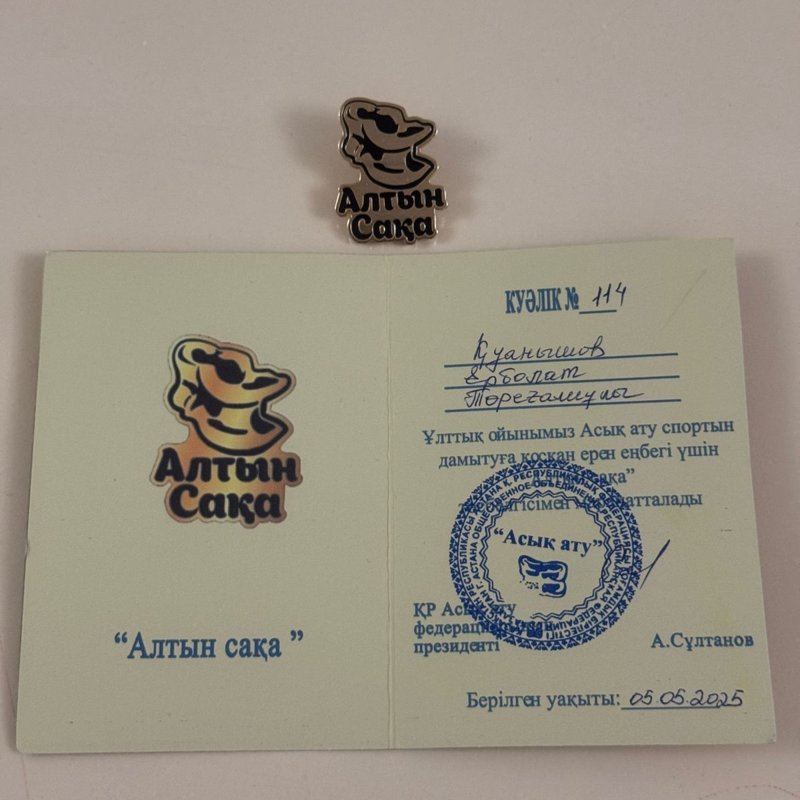 Алтын
Сақа
Алтын
Сақа
“Алтын сақа ”
КУӘЛІК № 114
Қуанышов
Ерболат
Төреғалиұлы
Ұлттық ойынымыз Асық ату спортын
дамытуға қосқан ерен еңбегі үшін
“Асық ату”
ҚР Асық ату
федерациясының
президенті
А.Сұлтанов
Берілген уақыты: 05.05.2025